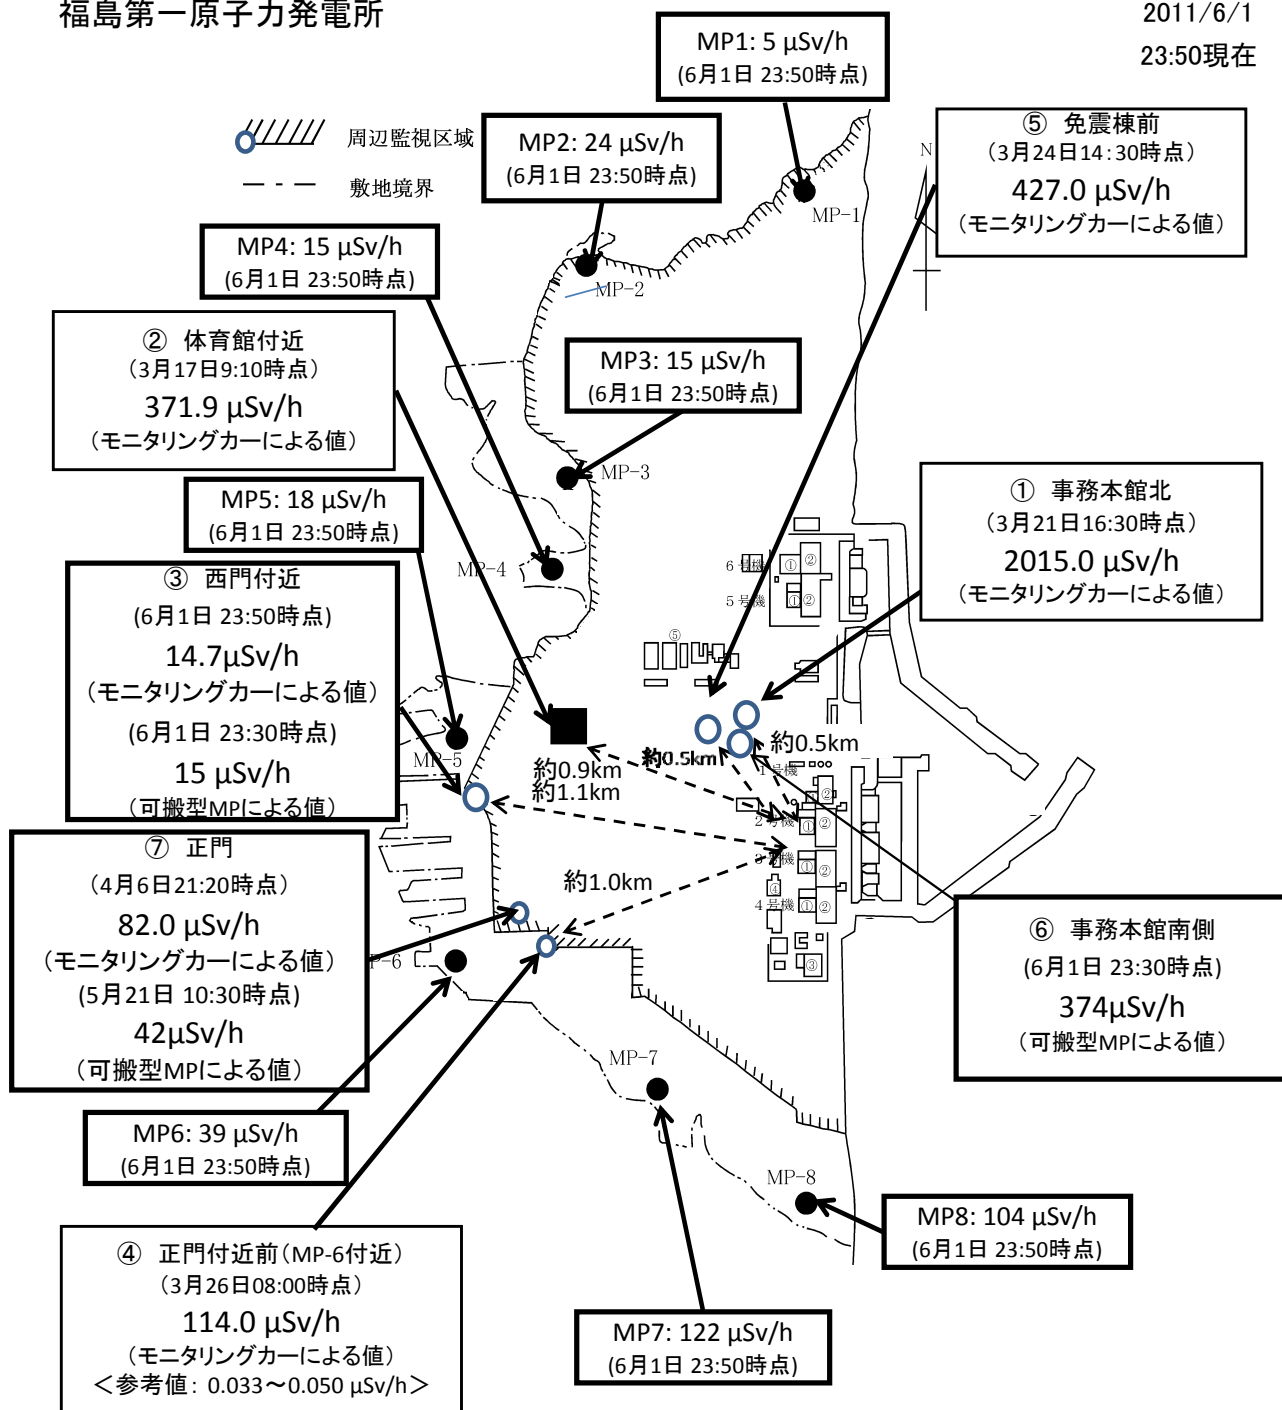 福島第一原子力発電所
2011/6/1
23:50現在
MP1: 5 μSv/h
(6月1日 23:50時点)
周辺監視区域
敷地境界
MP2: 24 μSv/h
(6月1日 23:50時点)
⑤ 免震棟前
(3月24日14:30時点)
427.0 μSv/h
(モニタリングカーによる値)
N
MP-1
MP4: 15 μSv/h
(6月1日 23:50時点)
MP-2
② 体育館付近
(3月17日9:10時点)
371.9 μSv/h
(モニタリングカーによる値)
MP3: 15 μSv/h
(6月1日 23:50時点)
MP-3
MP5: 18 μSv/h
(6月1日 23:50時点)
① 事務本館北
(3月21日16:30時点)
2015.0 μSv/h
(モニタリングカーによる値)
MP-4
6号機
① ②
5号機
① ②
③ 西門付近
(6月1日 23:50時点)
14.7μSv/h
(モニタリングカーによる値)
(6月1日 23:30時点)
15 μSv/h
(可搬型MPによる値)
⑤
MP-5
約0.9km
約1.1km
約0.5km
約0.5km
1号機
②
2号機
① ②
3号機
① ②
④
4号機
① ②
③
約1.0km
⑦ 正門
(4月6日21:20時点)
82.0 μSv/h
(モニタリングカーによる値)
(5月21日 10:30時点)
42μSv/h
(可搬型MPによる値)
P-6
⑥ 事務本館南側
(6月1日 23:30時点)
374μSv/h
(可搬型MPによる値)
MP-7
MP6: 39 μSv/h
(6月1日 23:50時点)
MP-8
MP8: 104 μSv/h
(6月1日 23:50時点)
④ 正門付近前(MP-6付近)
(3月26日08:00時点)
114.0 μSv/h
(モニタリングカーによる値)
<参考値: 0.033~0.050 μSv/h>
MP7: 122 μSv/h
(6月1日 23:50時点)